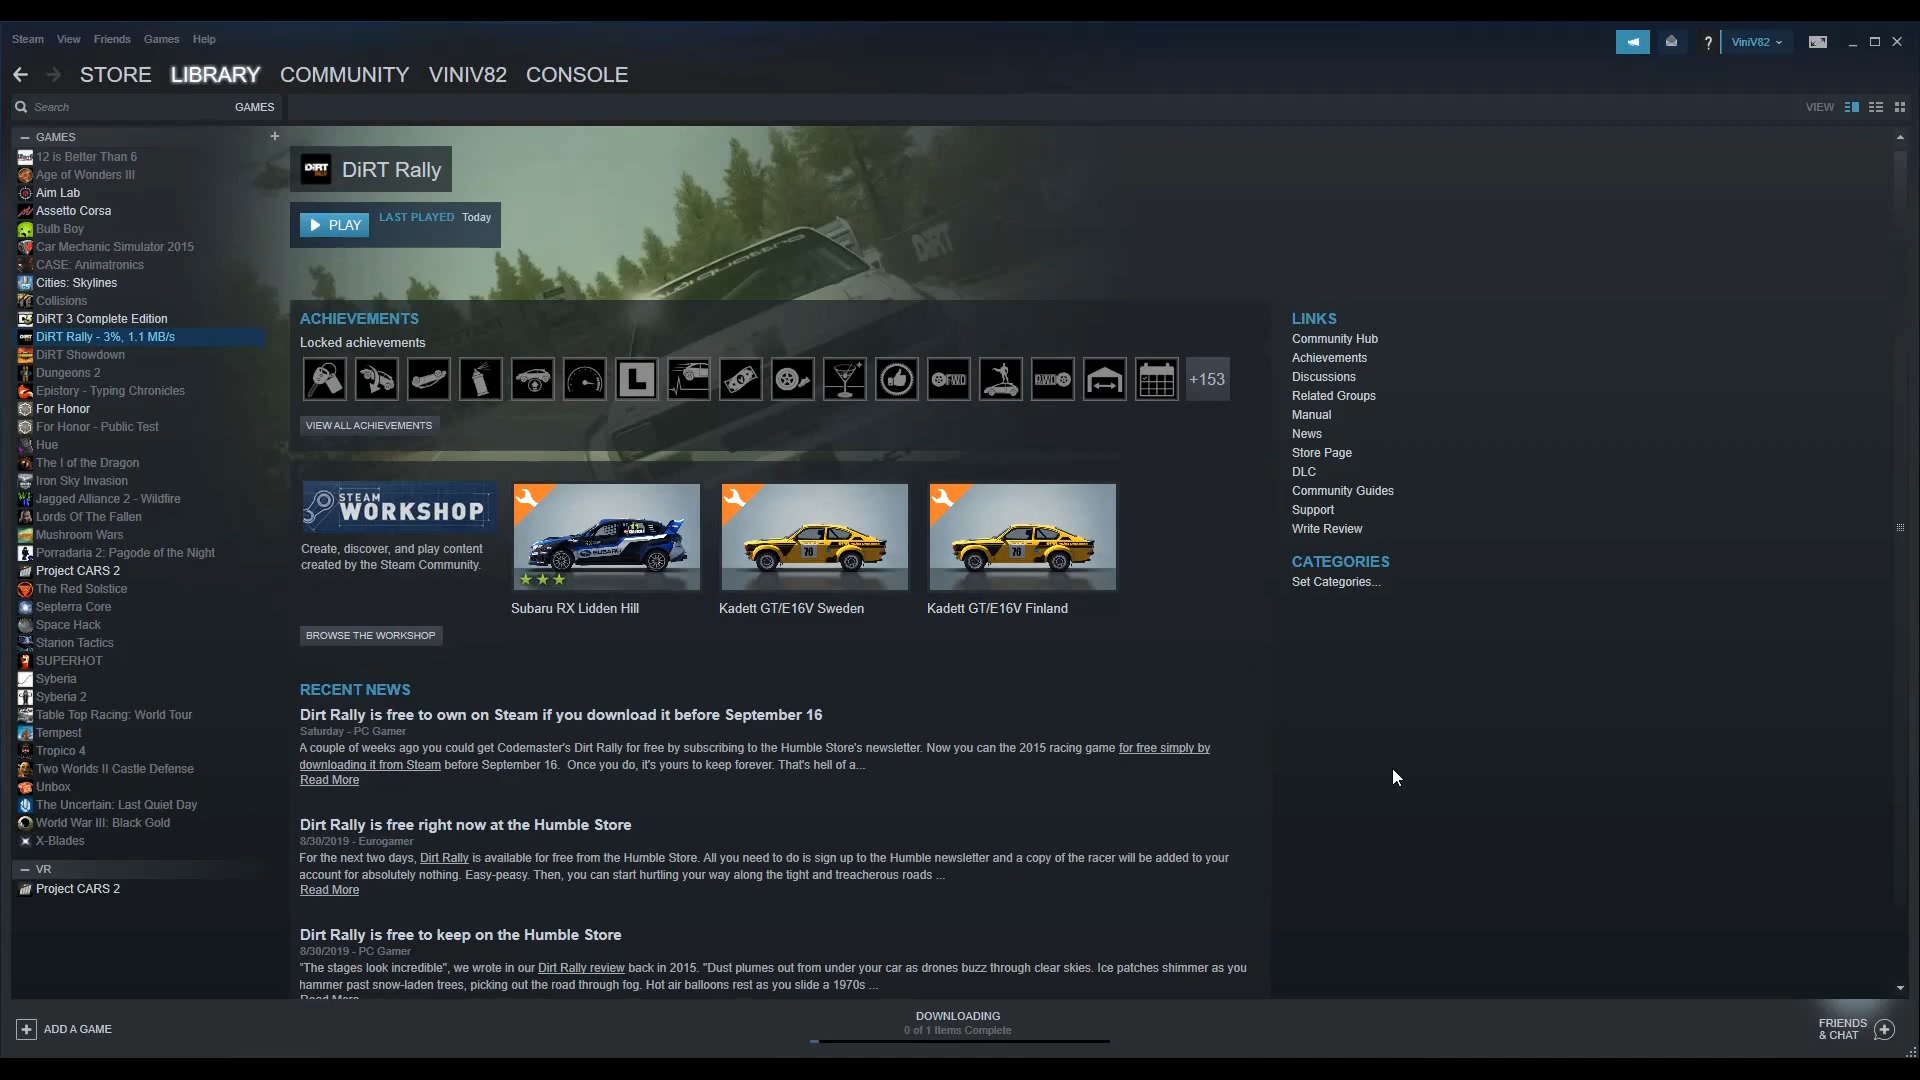 Steam View Friends Games Help
? ViniV82
STORE LIBRARY COMMUNITY VINIV82 CONSOLE
Search GAMES
VIEW
GAMES +
12 is Better Than 6
Age of Wonders III
Aim Lab
Assetto Corsa
Bulb Boy
Car Mechanic Simulator 2015
CASE: Animatronics
Cities: Skylines
Collisions
DiRT 3 Complete Edition
DiRT Rally - 3%, 1.1 MB/s
DiRT Showdown
Dungeons 2
Epistory - Typing Chronicles
For Honor
For Honor - Public Test
Hue
The I of the Dragon
Iron Sky Invasion
Jagged Alliance 2 - Wildfire
Lords Of The Fallen
Mushroom Wars
Porradaria 2: Pagode of the Night
Project CARS 2
The Red Solstice
Septerra Core
Space Hack
Starion Tactics
SUPERHOT
Syberia
Syberia 2
Table Top Racing: World Tour
Tempest
Tropico 4
Two Worlds II Castle Defense
Unbox
The Uncertain: Last Quiet Day
World War III: Black Gold
X-Blades
VR
Project CARS 2
DiRT Rally
PLAY
LAST PLAYED Today
ACHIEVEMENTS
Locked achievements
L FWD RWD +153
VIEW ALL ACHIEVEMENTS
STEAM
WORKSHOP
Create, discover, and play content
created by the Steam Community.
Subaru RX Lidden Hill
Kadett GT/E16V Sweden
Kadett GT/E16V Finland
BROWSE THE WORKSHOP
RECENT NEWS
Dirt Rally is free to own on Steam if you download it before September 16
Saturday - PC Gamer
A couple of weeks ago you could get Codemaster's Dirt Rally for free by subscribing to the Humble Store's newsletter. Now you can the 2015 racing game for free simply by
downloading it from Steam before September 16. Once you do, it's yours to keep forever. That's hell of a...
Read More
Dirt Rally is free right now at the Humble Store
8/30/2019 - Eurogamer
For the next two days, Dirt Rally is available for free from the Humble Store. All you need to do is sign up to the Humble newsletter and a copy of the racer will be added to your
account for absolutely nothing. Easy-peasy. Then, you can start hurtling your way along the tight and treacherous roads ...
Read More
Dirt Rally is free to keep on the Humble Store
8/30/2019 - PC Gamer
"The stages look incredible", we wrote in our Dirt Rally review back in 2015. "Dust plumes out from under your car as drones buzz through clear skies. Ice patches shimmer as you
hammer past snow-laden trees, picking out the road through fog. Hot air balloons rest as you slide a 1970s ...
Read More
LINKS
Community Hub
Achievements
Discussions
Related Groups
Manual
News
Store Page
DLC
Community Guides
Support
Write Review
CATEGORIES
Set Categories...
+ ADD A GAME
DOWNLOADING
0 of 1 Items Complete
FRIENDS
& CHAT